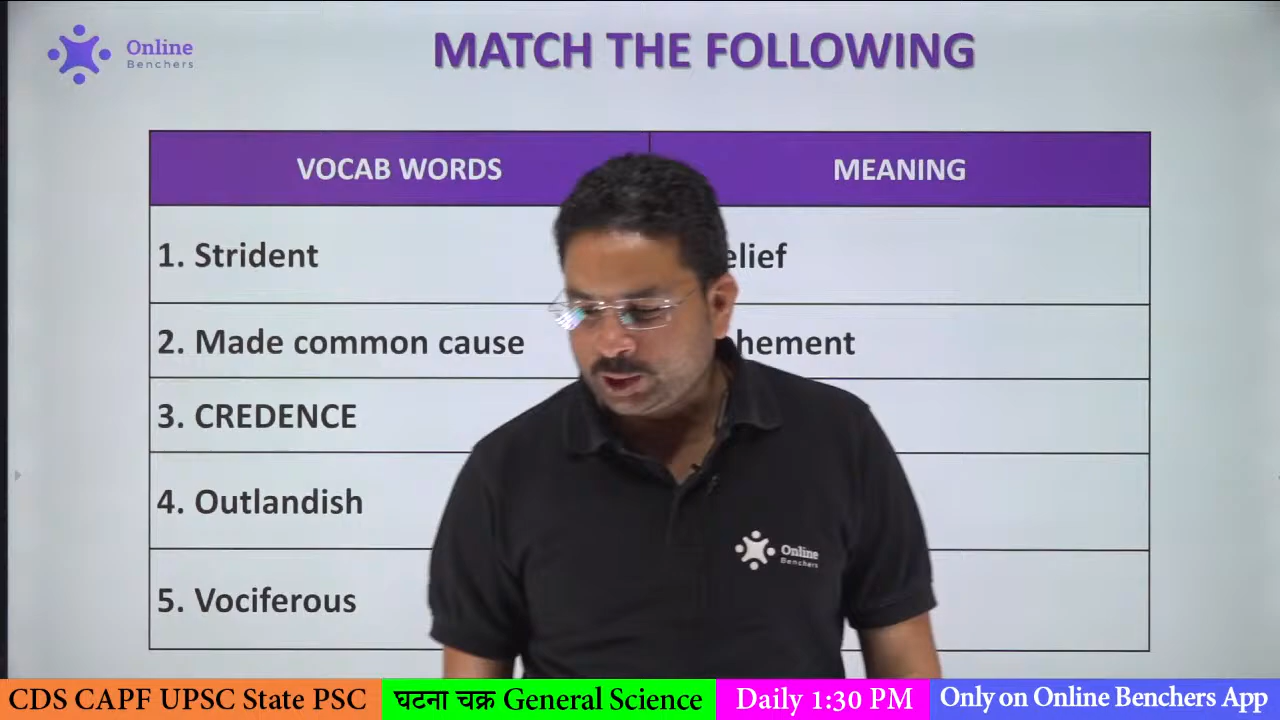 Online
Benchers
MATCH THE FOLLOWING
VOCAB WORDS
MEANING
1. Strident
elief
2. Made common cause
hement
3. CREDENCE
4. Outlandish
5. Vociferous
Online
Benchers
CDS CAPF UPSC State PSC
घटना चक्र General Science
Daily 1:30 PM
Only on Online Benchers App